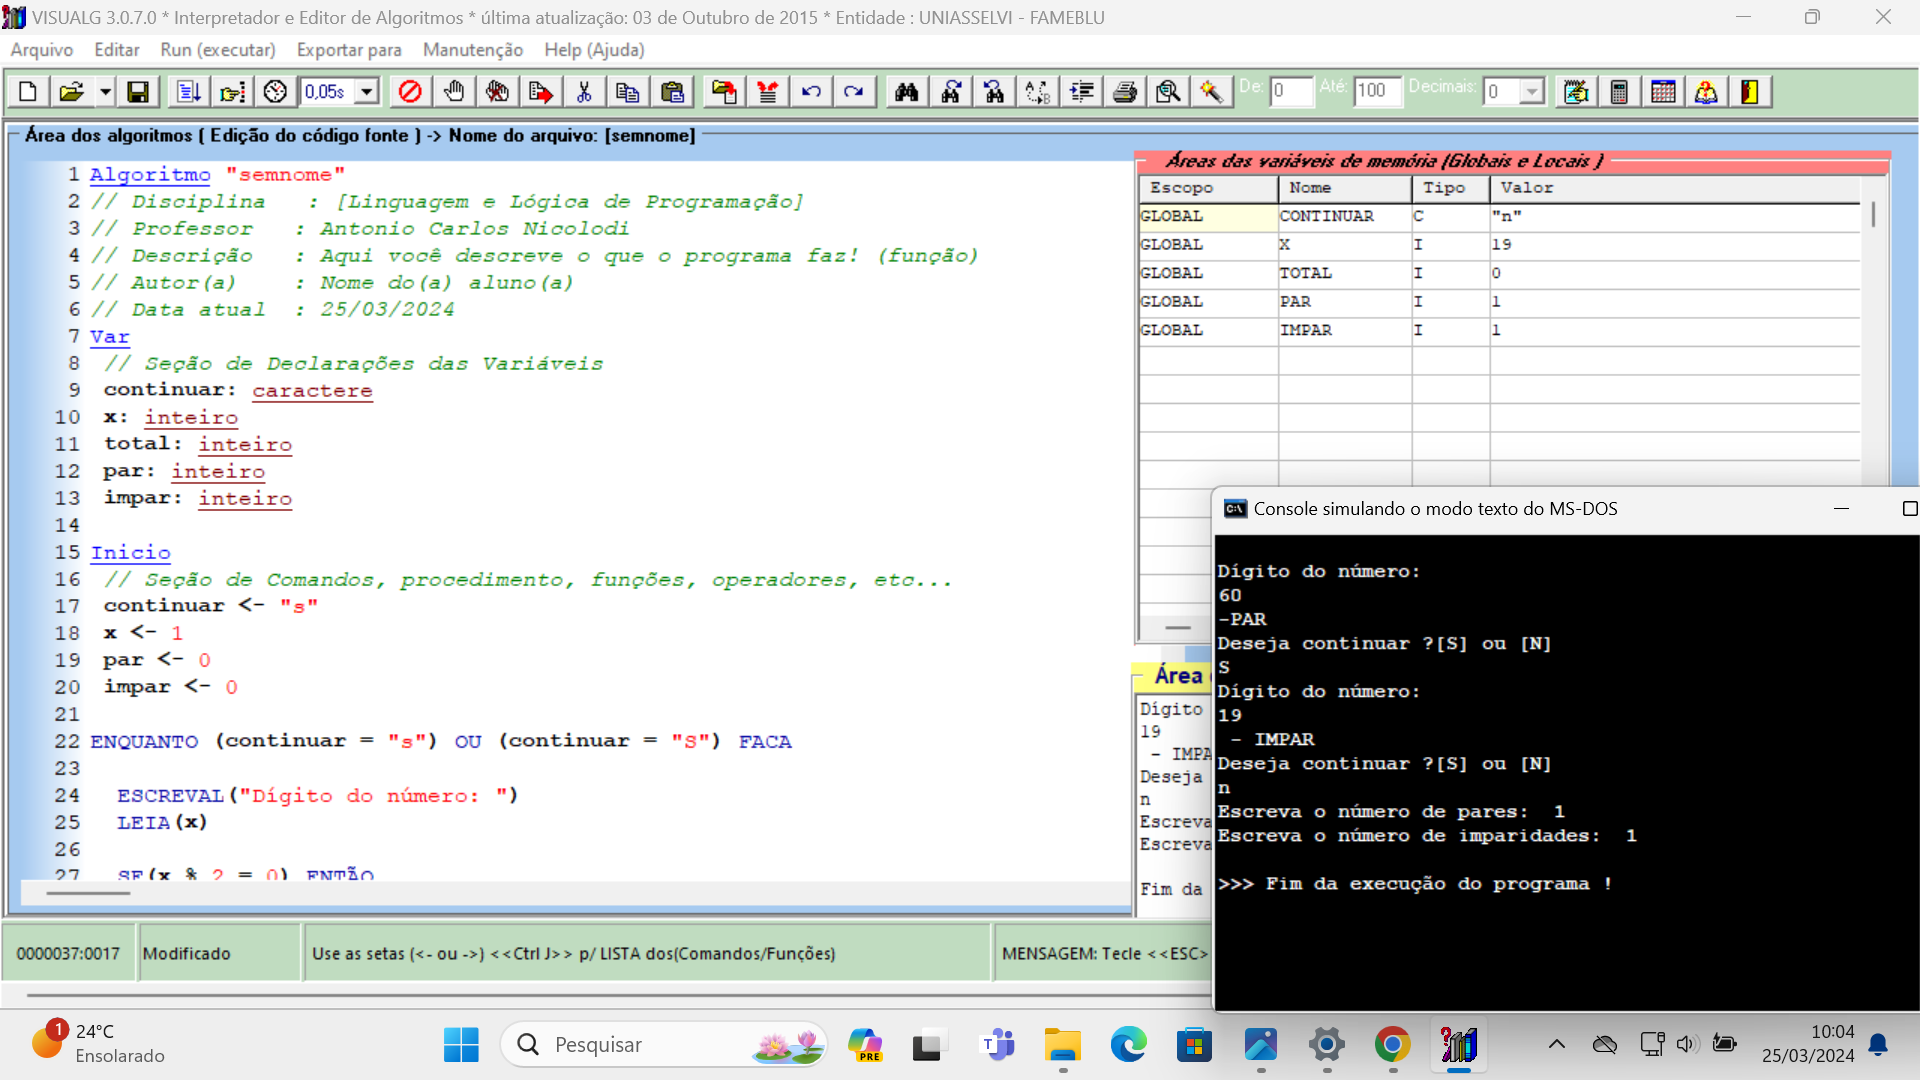 VISUALG 3.0.7.0 * Interpretador e Editor de Algoritmos * última atualização: 03 de Outubro de 2015 * Entidade : UNIASSELVI - FAMEBLU
Arquivo Editar Run (executar) Exportar para Manutenção Help (Ajuda)
0,05s De: 0 Até: 100 Decimais: 0
Área dos algoritmos ( Edição do código fonte ) -> Nome do arquivo: [semnome]
1 Algoritmo "semnome"
2 // Disciplina : [Linguagem e Lógica de Programação]
3 // Professor : Antonio Carlos Nicolodi
4 // Descrição : Aqui você descreve o que o programa faz! (função)
5 // Autor(a) : Nome do(a) aluno(a)
6 // Data atual : 25/03/2024
7 Var
8 // Seção de Declarações das Variáveis
9 continuar: caractere
10 x: inteiro
11 total: inteiro
12 par: inteiro
13 impar: inteiro
14
15 Inicio
16 // Seção de Comandos, procedimento, funções, operadores, etc...
17 continuar <- "s"
18 x <- 1
19 par <- 0
20 impar <- 0
21
22 ENQUANTO (continuar = "s") OU (continuar = "S") FACA
23
24 ESCREVAL("Dígito do número: ")
25 LEIA(x)
26
27 SE(x % 2 = 0) ENTÃO
Áreas das variáveis de memória (Globais e Locais )
Escopo Nome Tipo Valor
GLOBAL CONTINUAR C "n"
GLOBAL X I 19
GLOBAL TOTAL I 0
GLOBAL PAR I 1
GLOBAL IMPAR I 1
Área
Dígito
19
- IMPA
Deseja
n
Escreva
Escreva
Fim da
Console simulando o modo texto do MS-DOS
Dígito do número:
60
-PAR
Deseja continuar ?[S] ou [N]
S
Dígito do número:
19
- IMPAR
Deseja continuar ?[S] ou [N]
n
Escreva o número de pares: 1
Escreva o número de imparidades: 1
>>> Fim da execução do programa !
0000037:0017 Modificado Use as setas (<- ou ->) <<Ctrl J>> p/ LISTA dos(Comandos/Funções) MENSAGEM: Tecle <<ESC>
1
24°C
Ensolarado
Pesquisar
PRE
10:04
25/03/2024